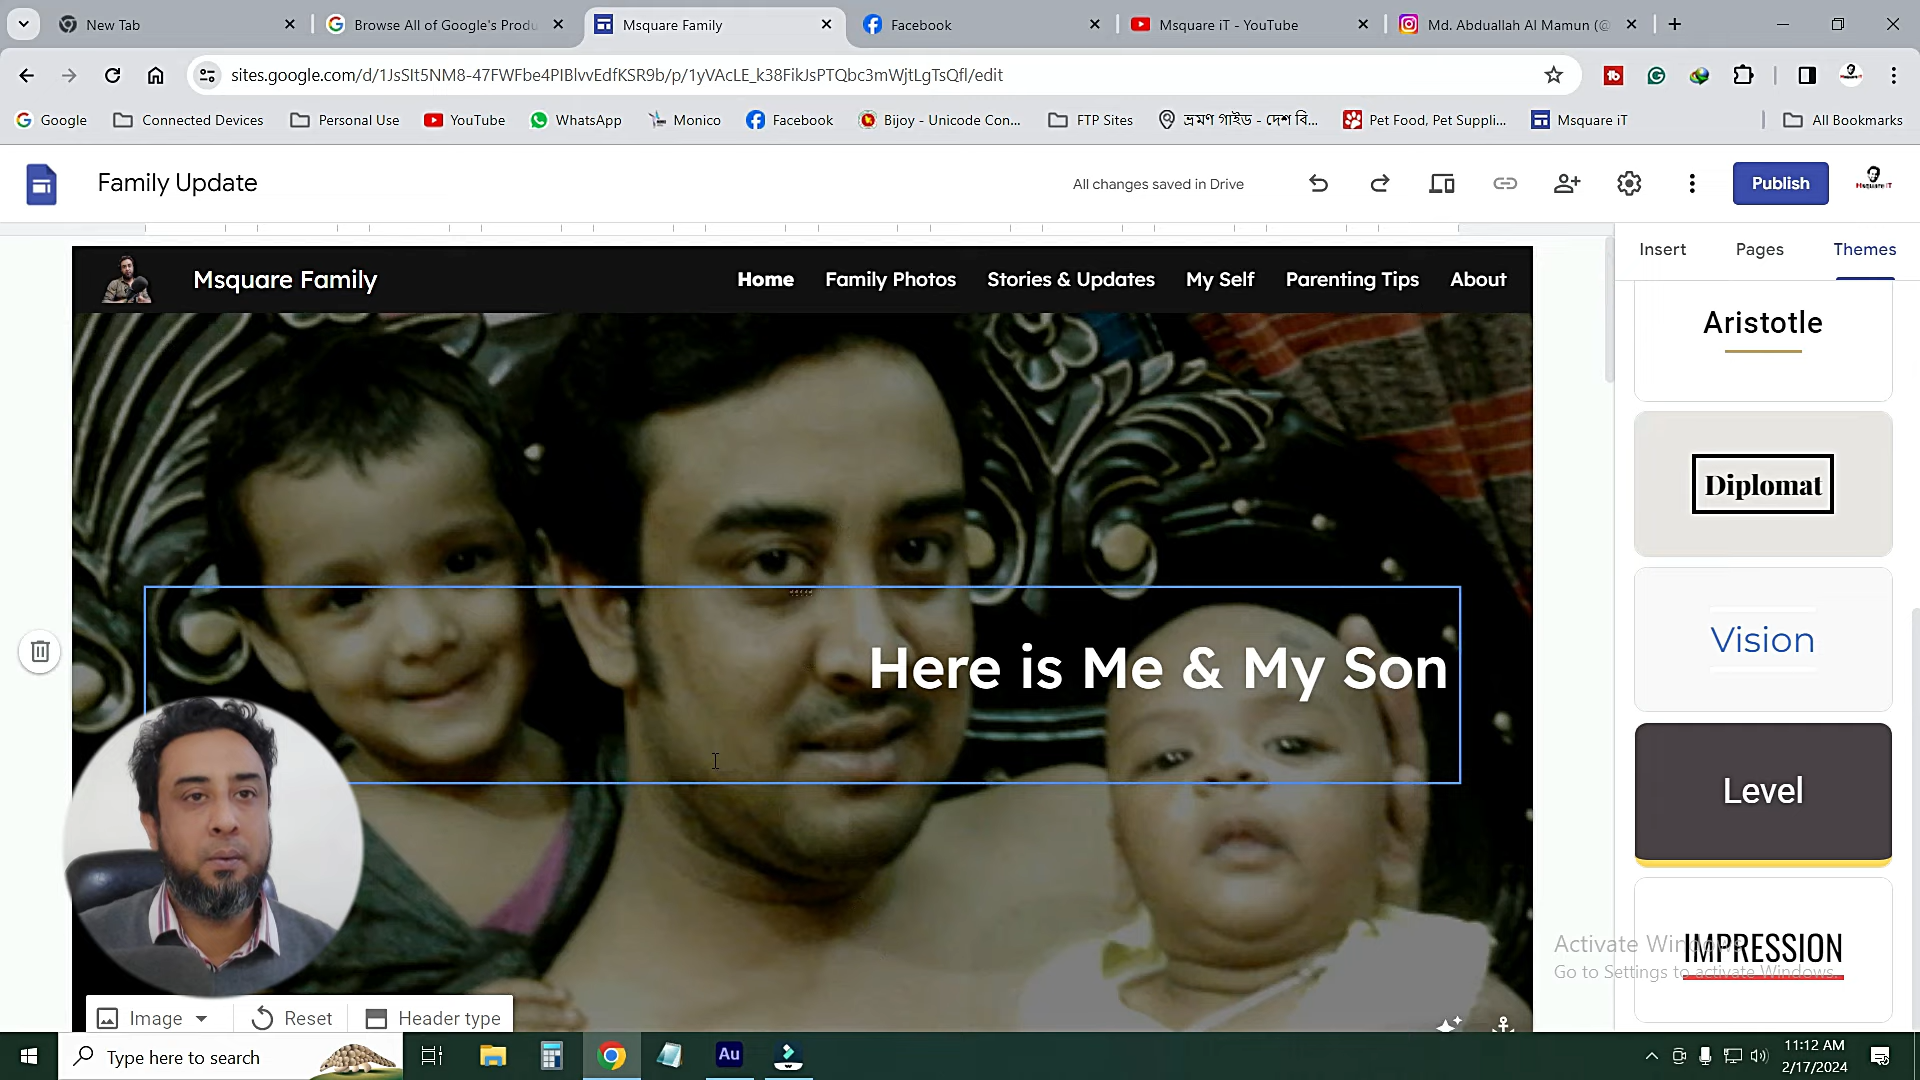 New Tab
Browse All of Google's Produ
Msquare Family
Facebook
Msquare iT - YouTube
Md. Abduallah Al Mamun (@
sites.google.com/d/1JsSIt5NM8-47FWFbe4PIBlvvEdfKSR9b/p/1yVAcLE_k38FikJsPTQbc3mWjtLgTsQfl/edit
Google
Connected Devices
Personal Use
YouTube
WhatsApp
Monico
Facebook
Bijoy - Unicode Con...
FTP Sites
ভ্রমণ গাইড - দেশ বি...
Pet Food, Pet Suppli...
Msquare iT
All Bookmarks
Family Update
All changes saved in Drive
Publish
Insert
Pages
Themes
Msquare Family
Home
Family Photos
Stories & Updates
My Self
Parenting Tips
About
Here is Me & My Son
Aristotle
Diplomat
Vision
Level
IMPRESSION
Activate Windows
Go to Settings to activate Windows.
Image
Reset
Header type
Type here to search
Au
11:12 AM
2/17/2024